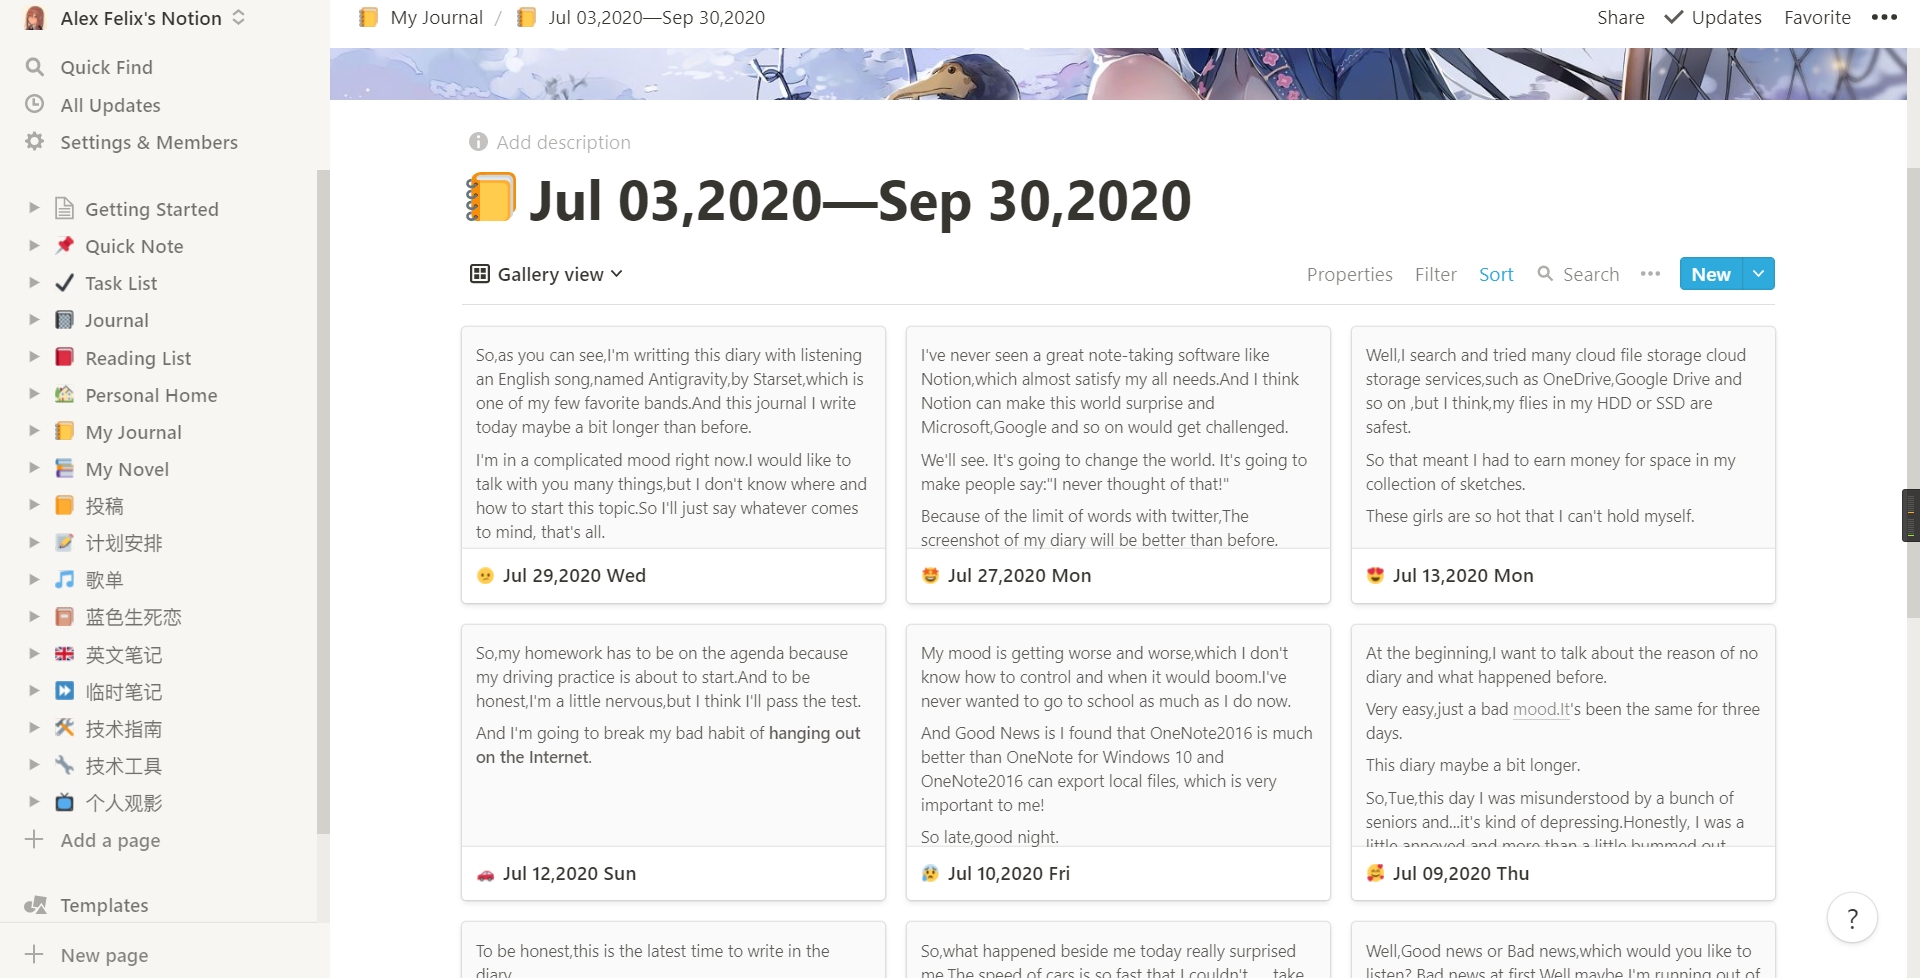 Alex Felix's Notion
Quick Find
All Updates
Settings & Members
Getting Started
Quick Note
Task List
Journal
Reading List
Personal Home
My Journal
My Novel
投稿
计划安排
歌单
蓝色生死恋
英文笔记
临时笔记
技术指南
技术工具
个人观影
Add a page
Templates
New page
My Journal / Jul 03,2020—Sep 30,2020
Share Updates Favorite
Add description
Jul 03,2020—Sep 30,2020
Gallery view
Properties Filter Sort Search New
So,as you can see,I'm writting this diary with listening
an English song,named Antigravity,by Starset,which is
one of my few favorite bands.And this journal I write
today maybe a bit longer than before.
I'm in a complicated mood right now.I would like to
talk with you many things,but I don't know where and
how to start this topic.So I'll just say whatever comes
to mind, that's all.
Jul 29,2020 Wed
I've never seen a great note-taking software like
Notion,which almost satisfy my all needs.And I think
Notion can make this world surprise and
Microsoft,Google and so on would get challenged.
We'll see. It's going to change the world. It's going to
make people say:"I never thought of that!"
Because of the limit of words with twitter,The
screenshot of my diary will be better than before.
Jul 27,2020 Mon
Well,I search and tried many cloud file storage cloud
storage services,such as OneDrive,Google Drive and
so on ,but I think,my flies in my HDD or SSD are
safest.
So that meant I had to earn money for space in my
collection of sketches.
These girls are so hot that I can't hold myself.
Jul 13,2020 Mon
So,my homework has to be on the agenda because
my driving practice is about to start.And to be
honest,I'm a little nervous,but I think I'll pass the test.
And I'm going to break my bad habit of hanging out
on the Internet.
Jul 12,2020 Sun
My mood is getting worse and worse,which I don't
know how to control and when it would boom.I've
never wanted to go to school as much as I do now.
And Good News is I found that OneNote2016 is much
better than OneNote for Windows 10 and
OneNote2016 can export local files, which is very
important to me!
So late,good night.
Jul 10,2020 Fri
At the beginning,I want to talk about the reason of no
diary and what happened before.
Very easy,just a bad mood.It's been the same for three
days.
This diary maybe a bit longer.
So,Tue,this day I was misunderstood by a bunch of
seniors and...it's kind of depressing.Honestly, I was a
little annoyed and more than a little bummed out
Jul 09,2020 Thu
To be honest,this is the latest time to write in the
diary
So,what happened beside me today really surprised
me.The speed of cars is so fast that I couldn't take
Well,Good news or Bad news,which would you like to
listen? Bad news at first.Well,maybe I'm running out of
?